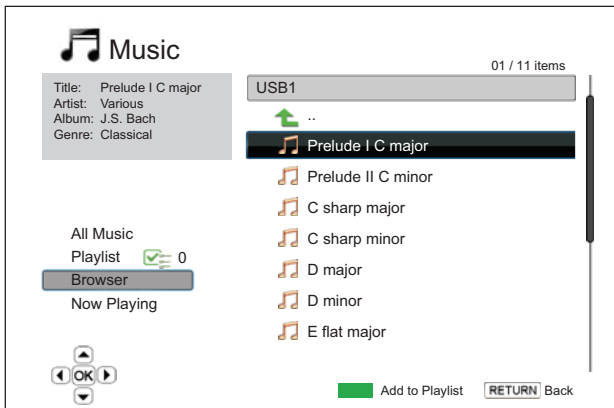 Music
01 / 11 items
Title: Prelude I C major
Artist: Various
Album: J.S. Bach
Genre: Classical
USB1
..
Prelude I C major
Prelude II C minor
C sharp major
C sharp minor
D major
D minor
E flat major
All Music
Playlist 0
Browser
Now Playing
OK
Add to Playlist RETURN Back